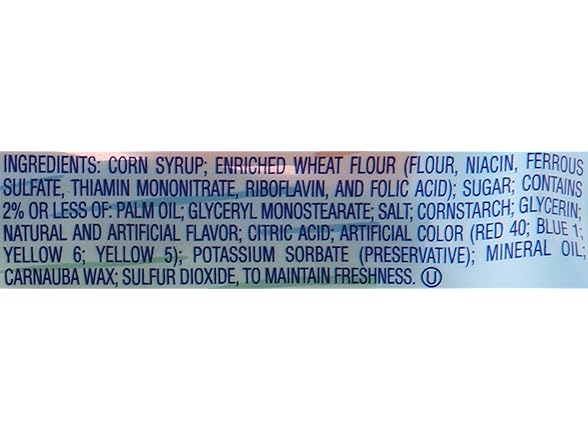 INGREDIENTS: CORN SYRUP; ENRICHED WHEAT FLOUR (FLOUR, NIACIN, FERROUS
SULFATE, THIAMIN MONONITRATE, RIBOFLAVIN, AND FOLIC ACID); SUGAR; CONTAINS
2% OR LESS OF: PALM OIL; GLYCERYL MONOSTEARATE; SALT; CORNSTARCH; GLYCERIN;
NATURAL AND ARTIFICIAL FLAVOR; CITRIC ACID; ARTIFICIAL COLOR (RED 40; BLUE 1;
YELLOW 6; YELLOW 5); POTASSIUM SORBATE (PRESERVATIVE); MINERAL OIL;
CARNAUBA WAX; SULFUR DIOXIDE, TO MAINTAIN FRESHNESS. Ⓤ